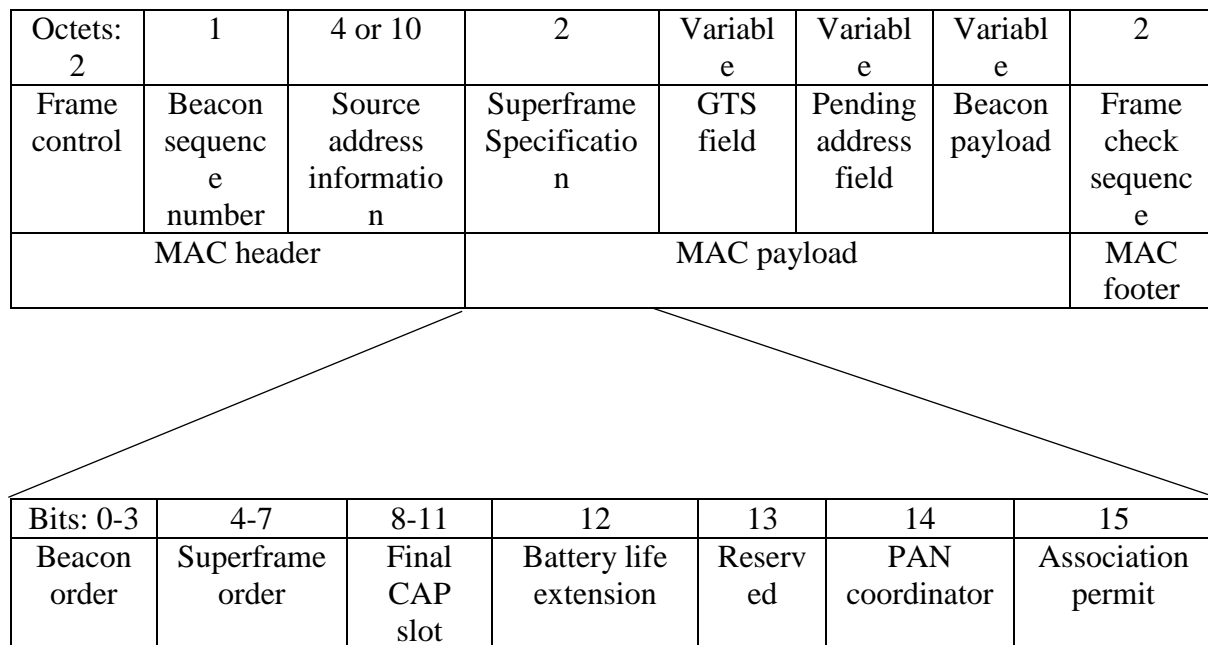 Octets:
2
1
4 or 10
2
Variabl
e
Variabl
e
Variabl
e
2
Frame
control
Beacon
sequenc
e
number
Source
address
informatio
n
Superframe
Specificatio
n
GTS
field
Pending
address
field
Beacon
payload
Frame
check
sequenc
e
MAC header
MAC payload
MAC
footer
Bits: 0-3
4-7
8-11
12
13
14
15
Beacon
order
Superframe
order
Final
CAP
slot
Battery life
extension
Reserv
ed
PAN
coordinator
Association
permit